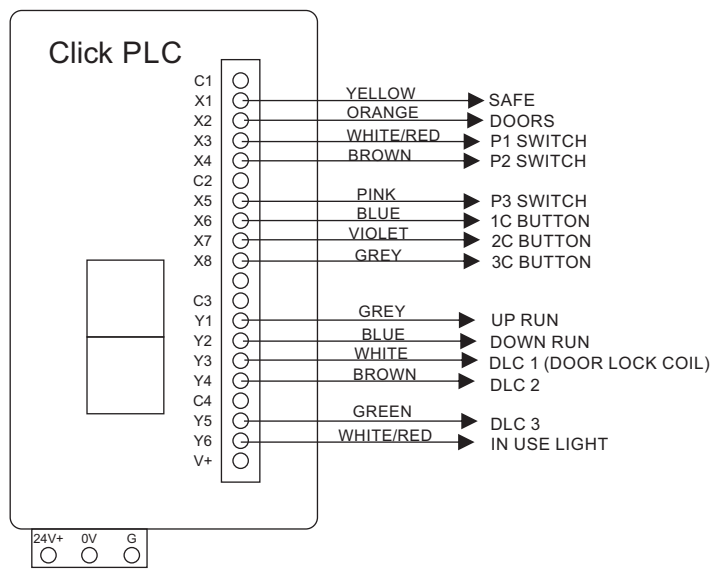 Click PLC
C1
X1 YELLOW SAFE
X2 ORANGE DOORS
X3 WHITE/RED P1 SWITCH
X4 BROWN P2 SWITCH
C2
X5 PINK P3 SWITCH
X6 BLUE 1C BUTTON
X7 VIOLET 2C BUTTON
X8 GREY 3C BUTTON
C3
Y1 GREY UP RUN
Y2 BLUE DOWN RUN
Y3 WHITE DLC 1 (DOOR LOCK COIL)
Y4 BROWN DLC 2
C4
Y5 GREEN DLC 3
Y6 WHITE/RED IN USE LIGHT
V+
24V+ 0V G